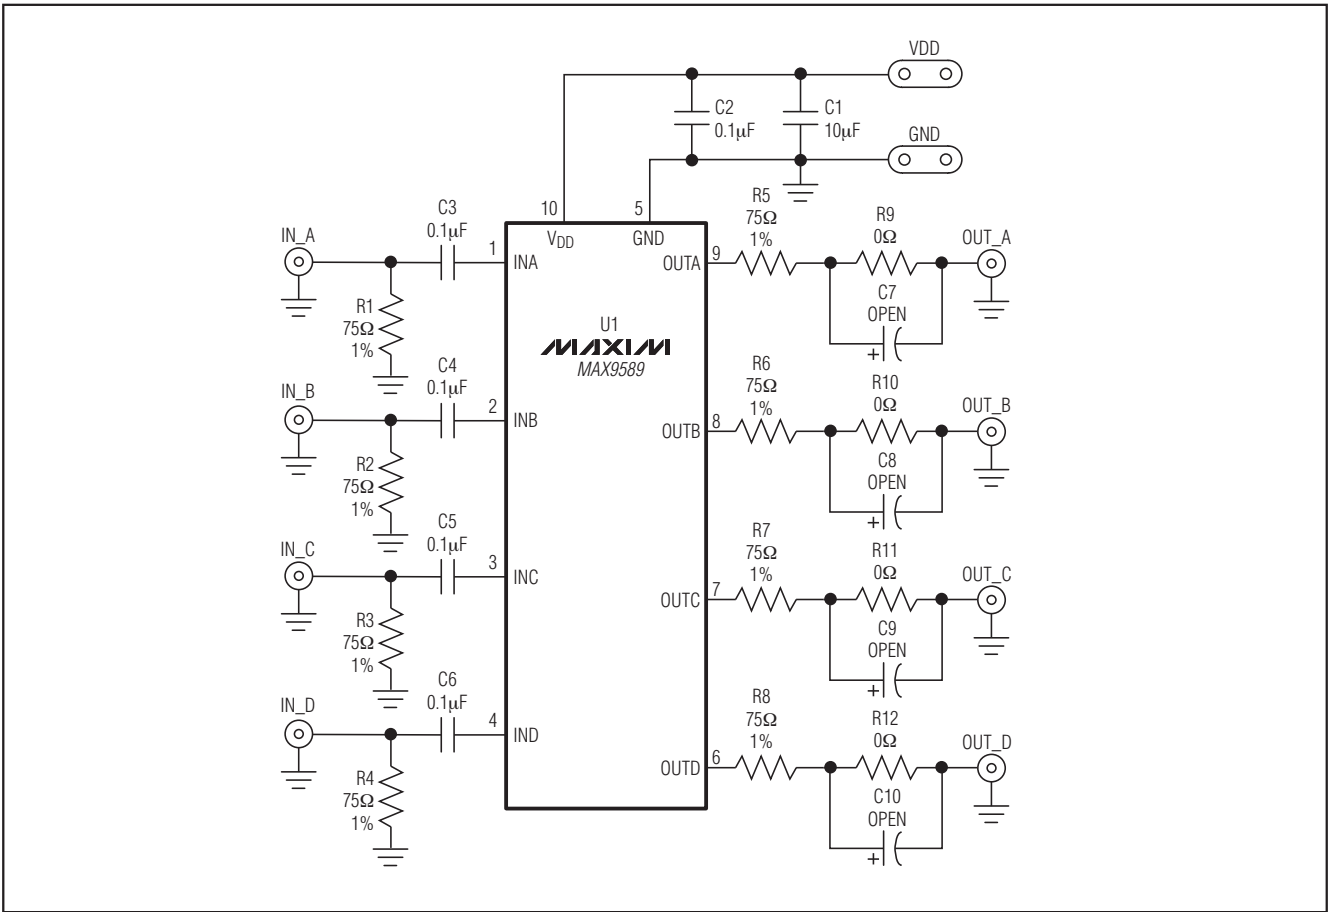 VDD
C2
0.1µF
C1
10µF
GND
10
5
VDD
GND
IN_A
C3
0.1µF
1
INA
R1
75Ω
1%
U1
MAXIM
MAX9589
OUTA
9
R5
75Ω
1%
R9
0Ω
C7
OPEN
+
OUT_A
IN_B
C4
0.1µF
2
INB
R2
75Ω
1%
OUTB
8
R6
75Ω
1%
R10
0Ω
C8
OPEN
+
OUT_B
IN_C
C5
0.1µF
3
INC
R3
75Ω
1%
OUTC
7
R7
75Ω
1%
R11
0Ω
C9
OPEN
+
OUT_C
IN_D
C6
0.1µF
4
IND
R4
75Ω
1%
OUTD
6
R8
75Ω
1%
R12
0Ω
C10
OPEN
+
OUT_D